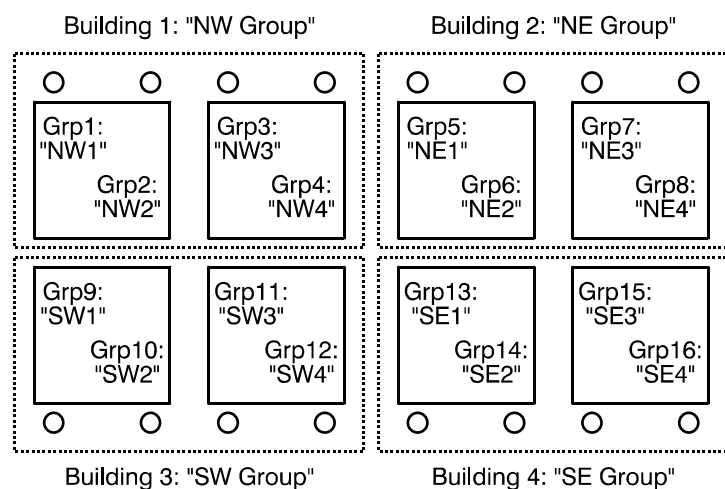 Building 1: "NW Group"
Building 2: "NE Group"
Grp1:
"NW1"
Grp2:
"NW2"
Grp3:
"NW3"
Grp4:
"NW4"
Grp5:
"NE1"
Grp6:
"NE2"
Grp7:
"NE3"
Grp8:
"NE4"
Grp9:
"SW1"
Grp10:
"SW2"
Grp11:
"SW3"
Grp12:
"SW4"
Grp13:
"SE1"
Grp14:
"SE2"
Grp15:
"SE3"
Grp16:
"SE4"
Building 3: "SW Group"
Building 4: "SE Group"